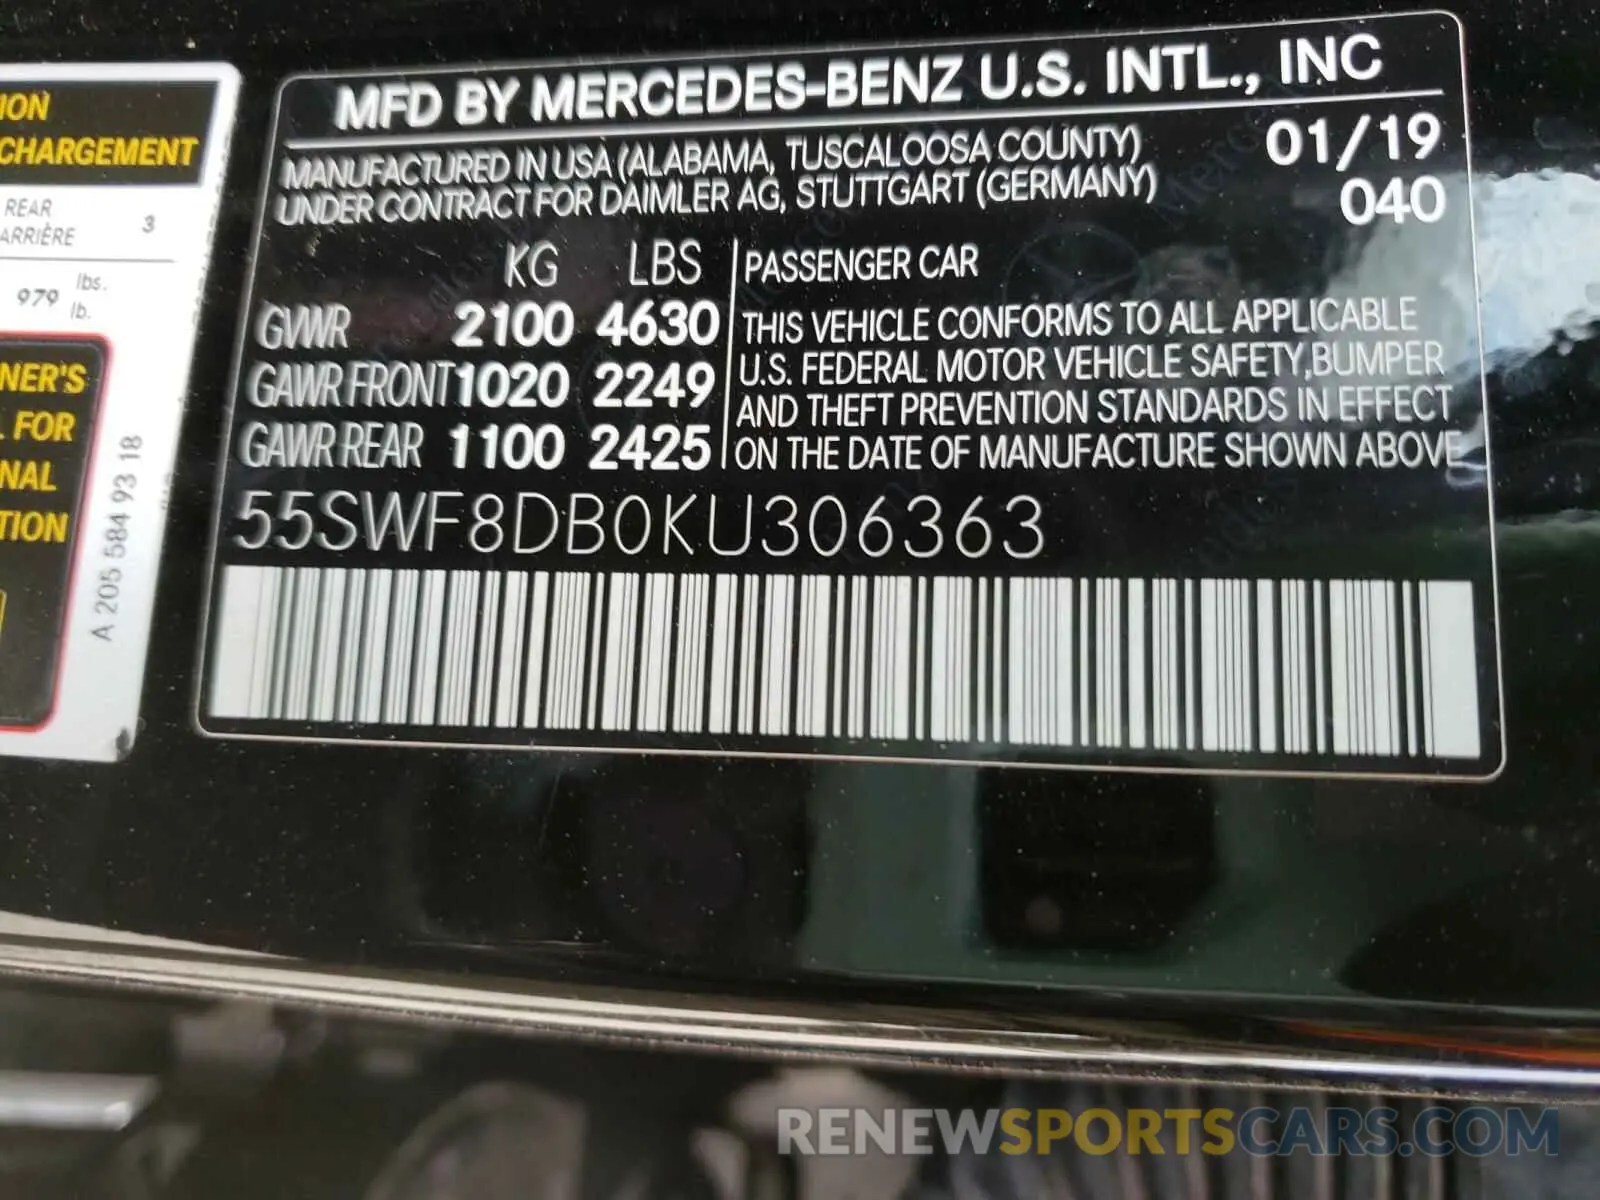 ION
CHARGEMENT
REAR
ARRIÈRE 3
979 lbs.
lb.
NER'S
L FOR
NAL
TION
A 205 584 93 18
MFD BY MERCEDES-BENZ U.S. INTL., INC
MANUFACTURED IN USA (ALABAMA, TUSCALOOSA COUNTY) 01/19
UNDER CONTRACT FOR DAIMLER AG, STUTTGART (GERMANY) 040
KG LBS
GVWR 2100 4630
GAWR FRONT 1020 2249
GAWR REAR 1100 2425
PASSENGER CAR
THIS VEHICLE CONFORMS TO ALL APPLICABLE
U.S. FEDERAL MOTOR VEHICLE SAFETY, BUMPER
AND THEFT PREVENTION STANDARDS IN EFFECT
ON THE DATE OF MANUFACTURE SHOWN ABOVE
55SWF8DB0KU306363
RENEWSPORTSCARS.COM